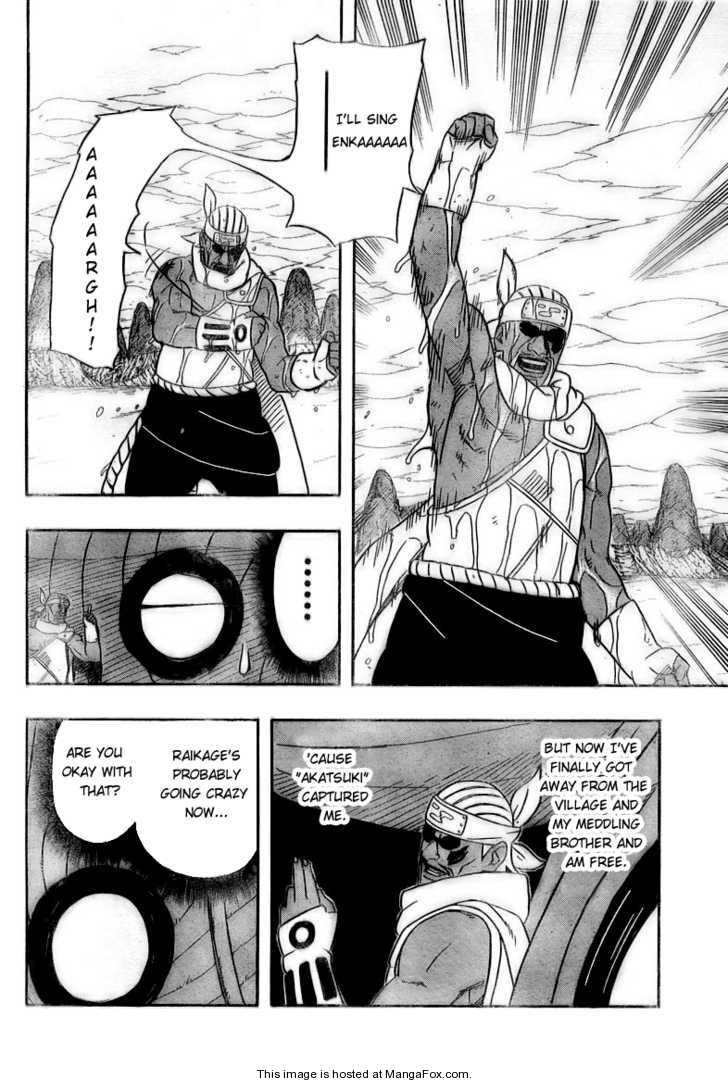 I'LL SING
ENKAAAAAA
AAAAAAARGH!!
......
BUT NOW I'VE
FINALLY GOT
AWAY FROM THE
VILLAGE AND
MY MEDDLING
BROTHER AND
AM FREE.
'CAUSE
"AKATSUKI"
CAPTURED
ME.
RAIKAGE'S
PROBABLY
GOING CRAZY
NOW...
ARE YOU
OKAY WITH
THAT?
This image is hosted at MangaFox.com.